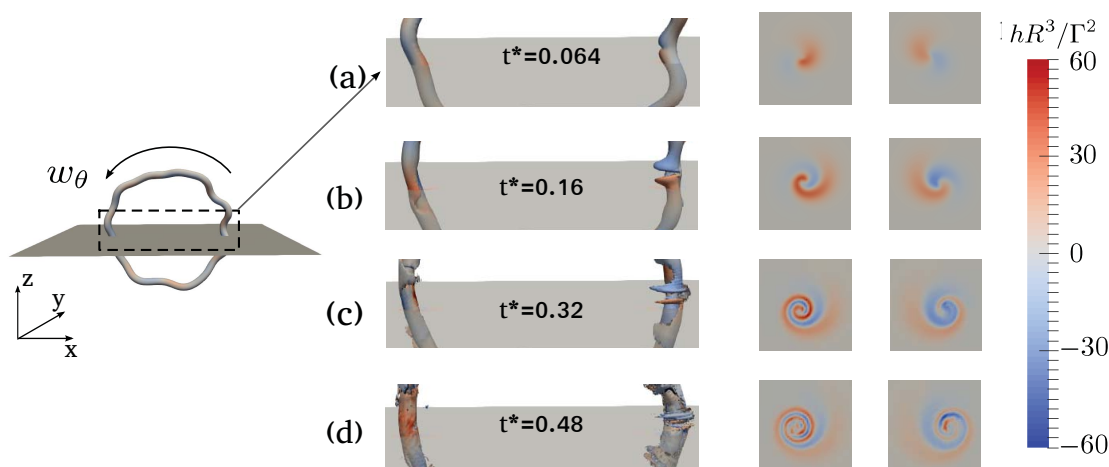 hR³/Γ²
60
30
0
−30
−60
(a)
t*=0.064
(b)
t*=0.16
(c)
t*=0.32
(d)
t*=0.48
w_θ
z
y
x